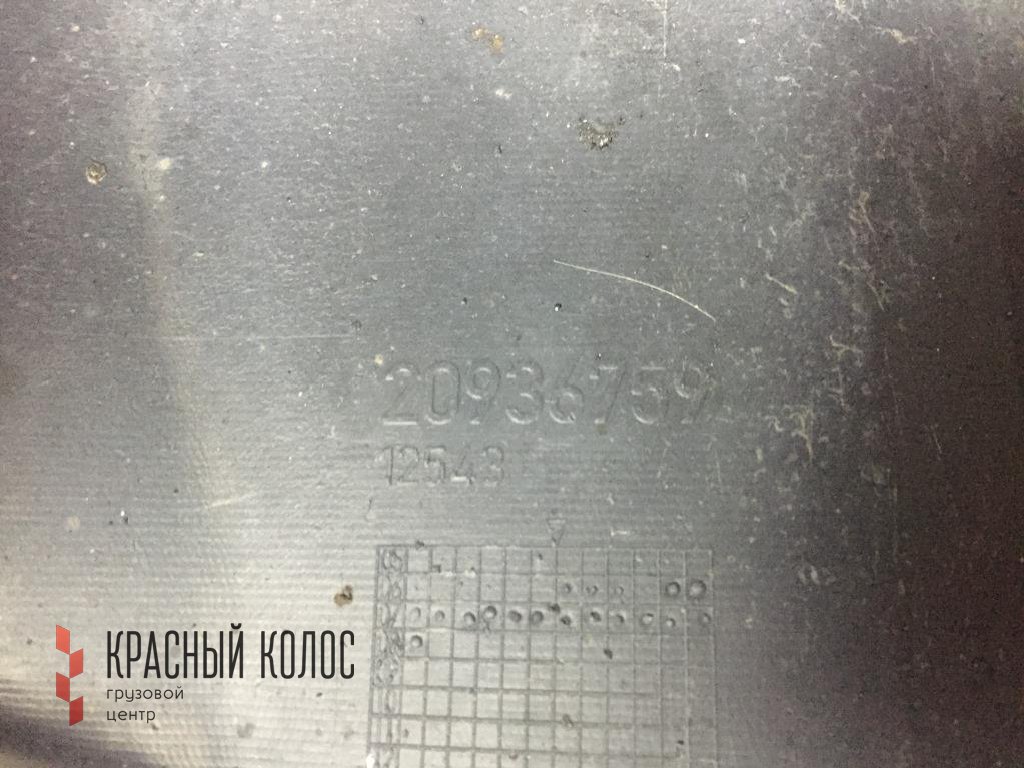 20936759
12543
КРАСНЫЙ КОЛОС
грузовой
центр